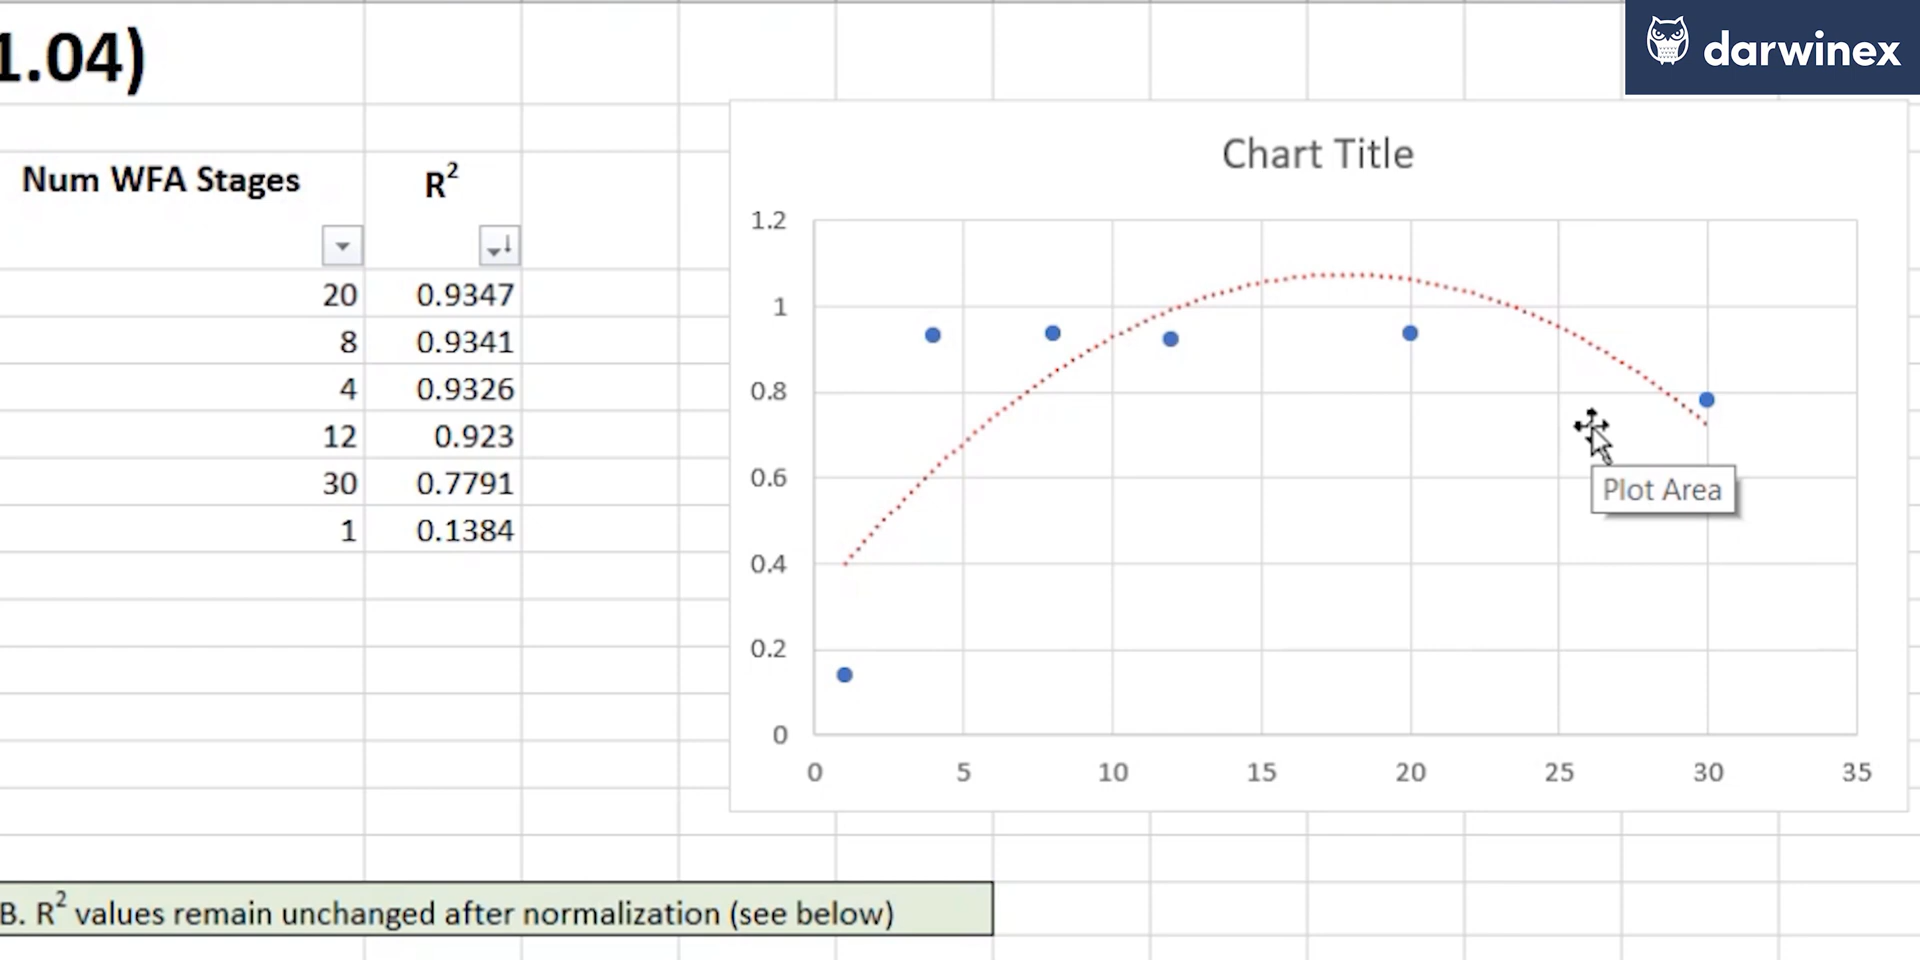 1.04)
darwinex
Num WFA Stages R²
20 0.9347
8 0.9341
4 0.9326
12 0.923
30 0.7791
1 0.1384
Chart Title
1.2
1
0.8
0.6
0.4
0.2
0
0 5 10 15 20 25 30 35
Plot Area
B. R² values remain unchanged after normalization (see below)